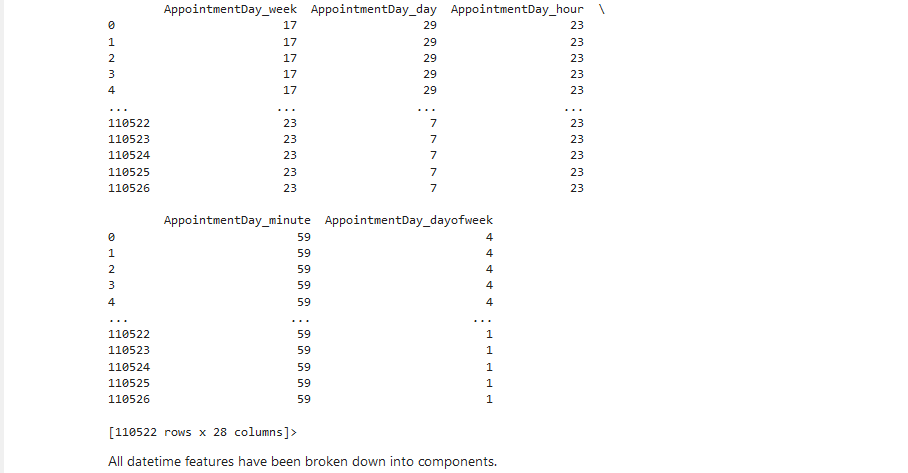 AppointmentDay_week AppointmentDay_day AppointmentDay_hour \
0 17 29 23
1 17 29 23
2 17 29 23
3 17 29 23
4 17 29 23
... ... ... ...
110522 23 7 23
110523 23 7 23
110524 23 7 23
110525 23 7 23
110526 23 7 23
AppointmentDay_minute AppointmentDay_dayofweek
0 59 4
1 59 4
2 59 4
3 59 4
4 59 4
... ... ...
110522 59 1
110523 59 1
110524 59 1
110525 59 1
110526 59 1
[110522 rows x 28 columns]>
All datetime features have been broken down into components.